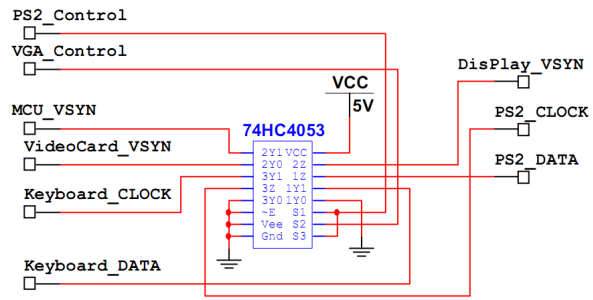 PS2_Control
VGA_Control
DisPlay_VSYN
VCC
5V
MCU_VSYN
74HC4053
PS2_CLOCK
VideoCard_VSYN
2Y1 VCC
2Y0 2Z
PS2_DATA
3Y1 1Z
Keyboard_CLOCK
3Z 1Y1
3Y0 1Y0
~E S1
Vee S2
Gnd S3
Keyboard_DATA